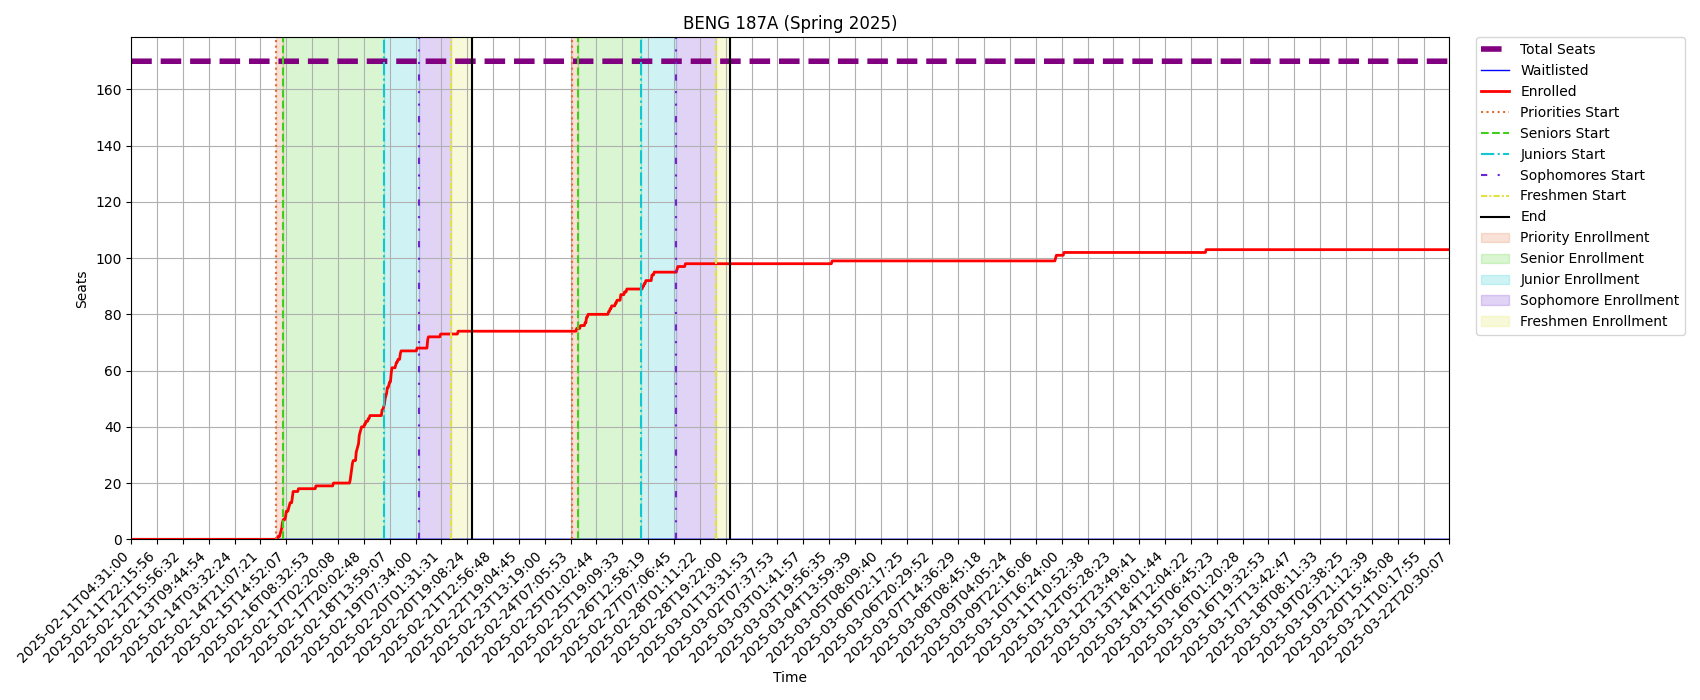 BENG 187A (Spring 2025)
Total Seats
Waitlisted
Enrolled
Priorities Start
Seniors Start
Juniors Start
Sophomores Start
Freshmen Start
End
Priority Enrollment
Senior Enrollment
Junior Enrollment
Sophomore Enrollment
Freshmen Enrollment
Seats
160
140
120
100
80
60
40
20
0
2025-02-11T04:31:00
2025-02-11T22:15:56
2025-02-12T15:56:32
2025-02-13T09:44:54
2025-02-14T03:32:24
2025-02-14T21:07:21
2025-02-15T14:52:07
2025-02-16T08:32:53
2025-02-17T02:20:08
2025-02-17T20:02:48
2025-02-18T13:59:07
2025-02-19T07:34:00
2025-02-20T01:31:31
2025-02-20T19:08:24
2025-02-21T12:56:48
2025-02-22T19:04:45
2025-02-23T13:19:00
2025-02-24T07:05:53
2025-02-25T01:02:44
2025-02-25T19:09:33
2025-02-26T12:58:19
2025-02-27T07:06:45
2025-02-28T01:11:22
2025-02-28T19:22:00
2025-03-01T13:31:53
2025-03-02T07:37:53
2025-03-03T01:41:57
2025-03-03T19:56:35
2025-03-04T13:59:39
2025-03-05T08:09:40
2025-03-06T02:17:25
2025-03-06T20:29:52
2025-03-07T14:36:29
2025-03-08T08:45:18
2025-03-09T04:05:24
2025-03-09T22:16:06
2025-03-10T16:24:00
2025-03-11T10:52:38
2025-03-12T05:28:23
2025-03-12T23:49:41
2025-03-13T18:01:44
2025-03-14T12:04:22
2025-03-15T06:45:23
2025-03-16T01:20:28
2025-03-16T19:32:53
2025-03-17T13:42:47
2025-03-18T08:11:33
2025-03-19T02:38:25
2025-03-19T21:12:39
2025-03-20T15:45:08
2025-03-21T10:17:55
2025-03-22T20:30:07
Time